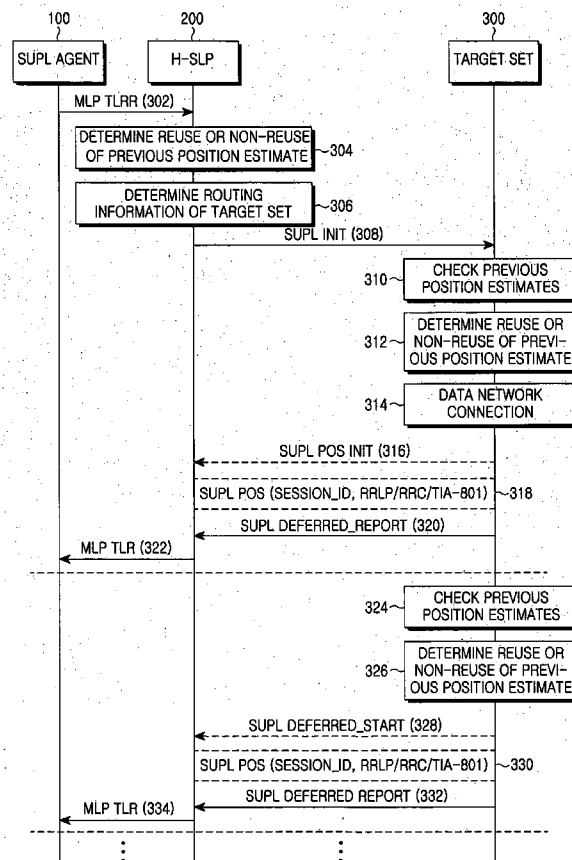 100
200
300
SUPL AGENT
H-SLP
TARGET SET
MLP TLRR (302)
DETERMINE REUSE OR NON-REUSE
OF PREVIOUS POSITION ESTIMATE
304
DETERMINE ROUTING
INFORMATION OF TARGET SET
306
SUPL INIT (308)
310
CHECK PREVIOUS
POSITION ESTIMATES
312
DETERMINE REUSE OR
NON-REUSE OF PREVI-
OUS POSITION ESTIMATE
314
DATA NETWORK
CONNECTION
SUPL POS INIT (316)
SUPL POS (SESSION_ID, RRLP/RRC/TIA-801)
318
SUPL DEFERRED_REPORT (320)
MLP TLR (322)
324
CHECK PREVIOUS
POSITION ESTIMATES
326
DETERMINE REUSE OR
NON-REUSE OF PREVI-
OUS POSITION ESTIMATE
SUPL DEFERRED_START (328)
SUPL POS (SESSION_ID, RRLP/RRC/TIA-801)
330
SUPL DEFERRED REPORT (332)
MLP TLR (334)